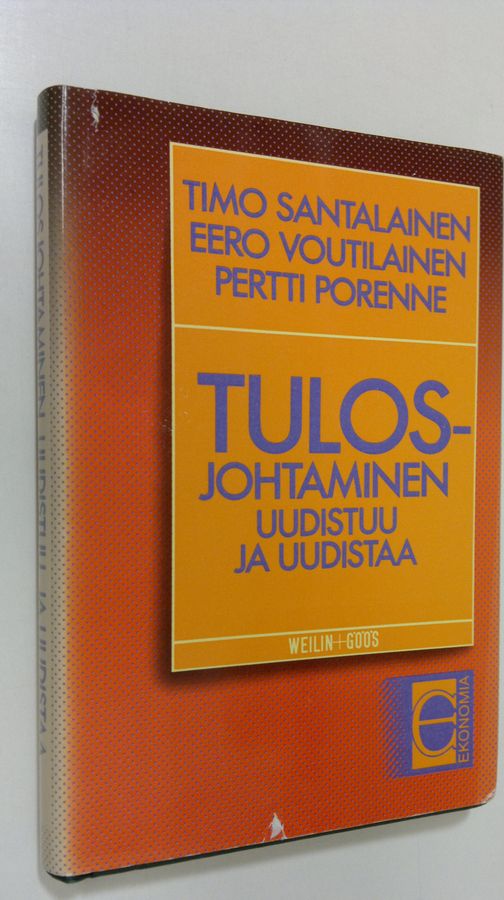 TIMO SANTALAINEN
EERO VOUTILAINEN
PERTTI PORENNE
TULOS-
JOHTAMINEN
UUDISTUU
JA UUDISTAA
WEILIN+GÖÖS
e
EKONOMIA
TULOSJOHTAMINEN UUDISTUU JA UUDISTAA